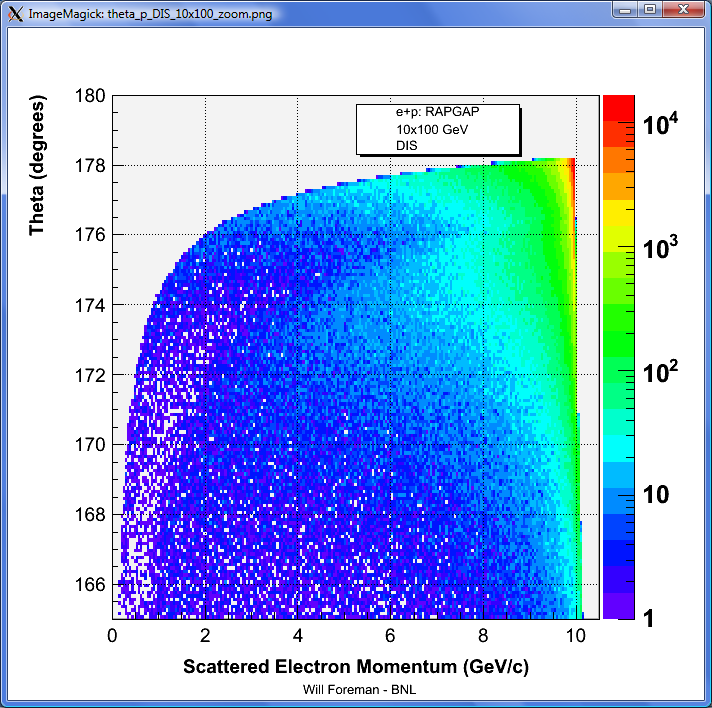 ImageMagick: theta_p_DIS_10x100_zoom.png
e+p: RAPGAP
10x100 GeV
DIS
Theta (degrees)
180
178
176
174
172
170
168
166
0 2 4 6 8 10
10⁴
10³
10²
10
1
Scattered Electron Momentum (GeV/c)
Will Foreman - BNL